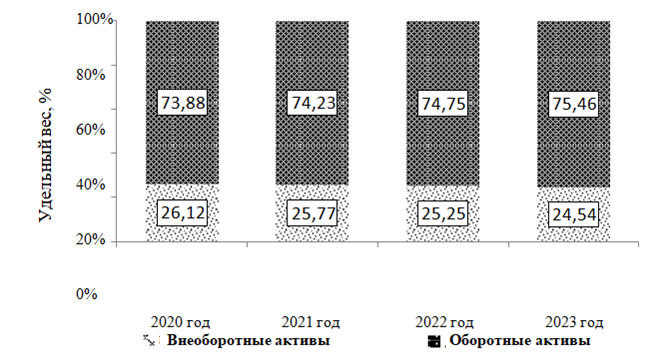 Удельный вес, %
100%
80%
60%
40%
20%
0%
73,88
74,23
74,75
75,46
26,12
25,77
25,25
24,54
2020 год
2021 год
2022 год
2023 год
Внеоборотные активы
Оборотные активы